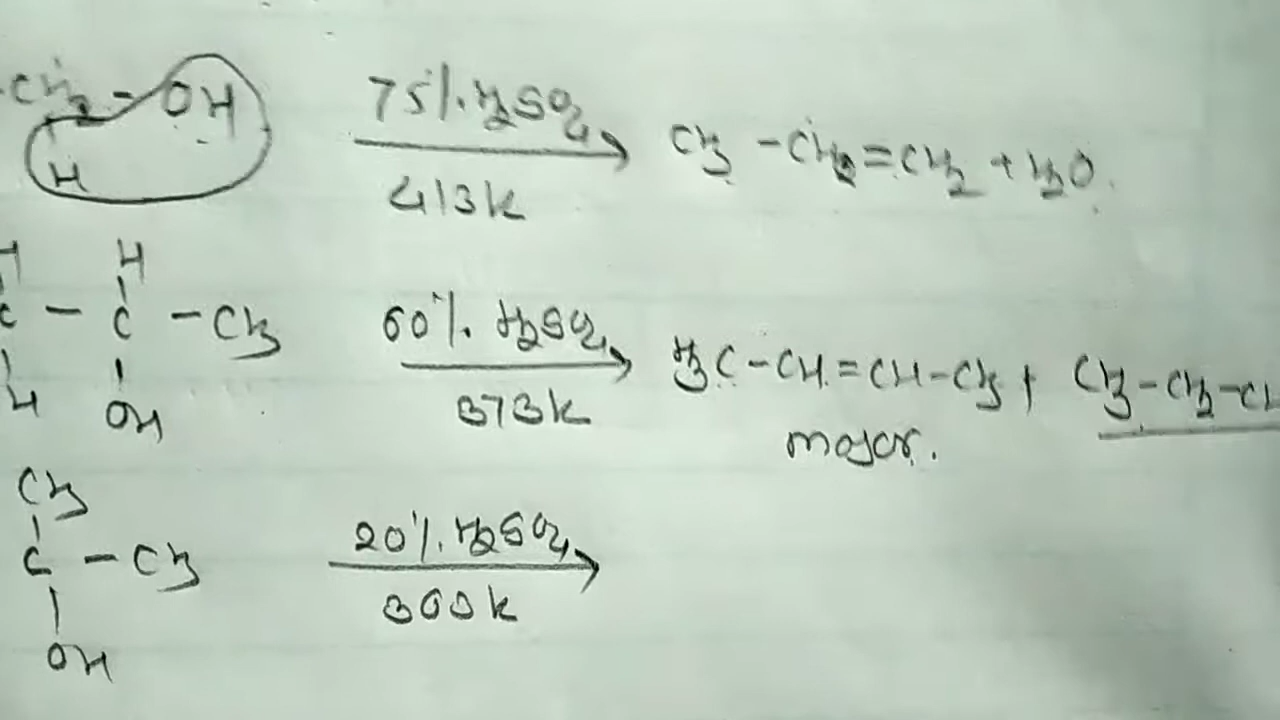 -CH2 - OH 75%. H2SO4 CH3 - CH2=CH2 + H2O.
H 413k
H H
C - C - CH3 60%. H2SO4 H3C-CH=CH-CH3 + CH3-CH2-CH
H OH 373k major.
CH3
C - CH3 20%. H2SO4
OH